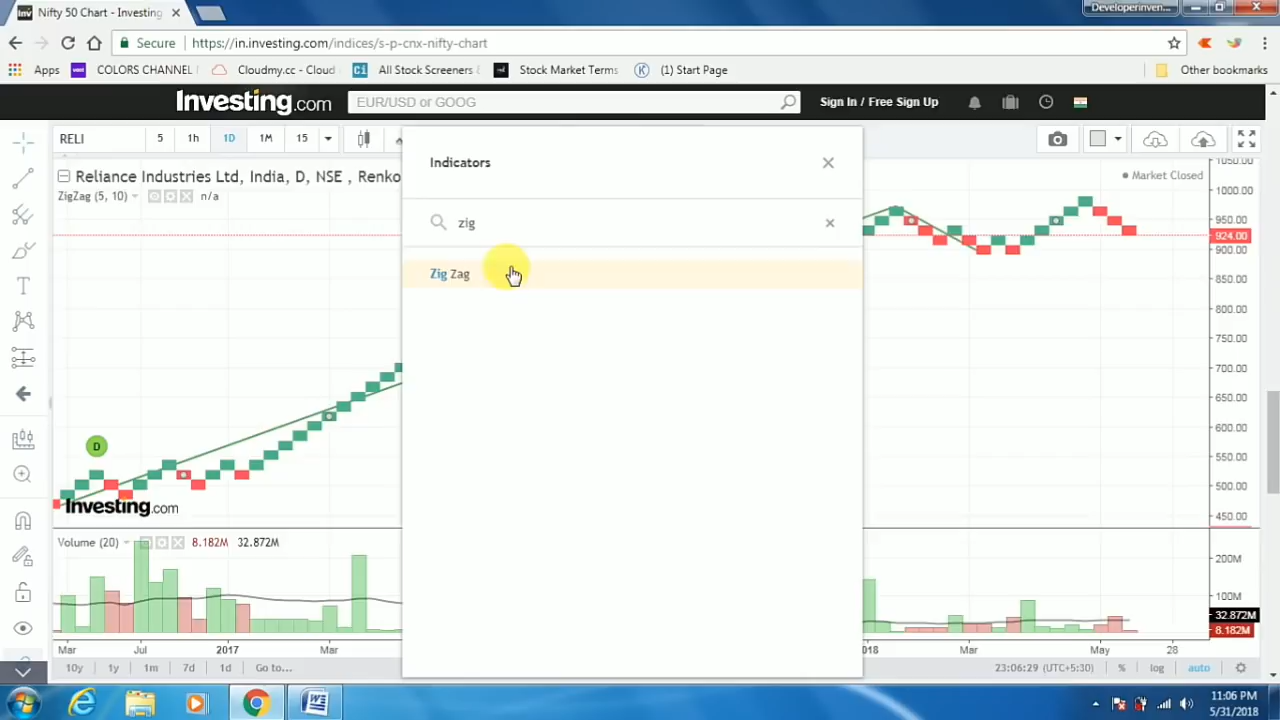 Nifty 50 Chart - Investing
Developerinven...
Secure
https://in.investing.com/indices/s-p-cnx-nifty-chart
Apps
COLORS CHANNEL
Cloudmy.cc - Cloud
All Stock Screeners
Stock Market Terms
(1) Start Page
Other bookmarks
Investing.com
EUR/USD or GOOG
Sign In / Free Sign Up
RELI
5
1h
1D
1M
15
Indicators
Reliance Industries Ltd, India, D, NSE , Renko
Market Closed
ZigZag (5, 10)
n/a
zig
Zig Zag
1050.00
1000.00
950.00
924.00
900.00
850.00
800.00
750.00
700.00
650.00
600.00
550.00
500.00
450.00
D
Investing.com
Volume (20)
8.182M
32.872M
200M
100M
32.872M
8.182M
Mar
Jul
2017
Mar
018
Mar
May
28
10y
1y
1m
7d
1d
Go to...
23:06:29 (UTC+5:30)
%
log
auto
11:06 PM
5/31/2018